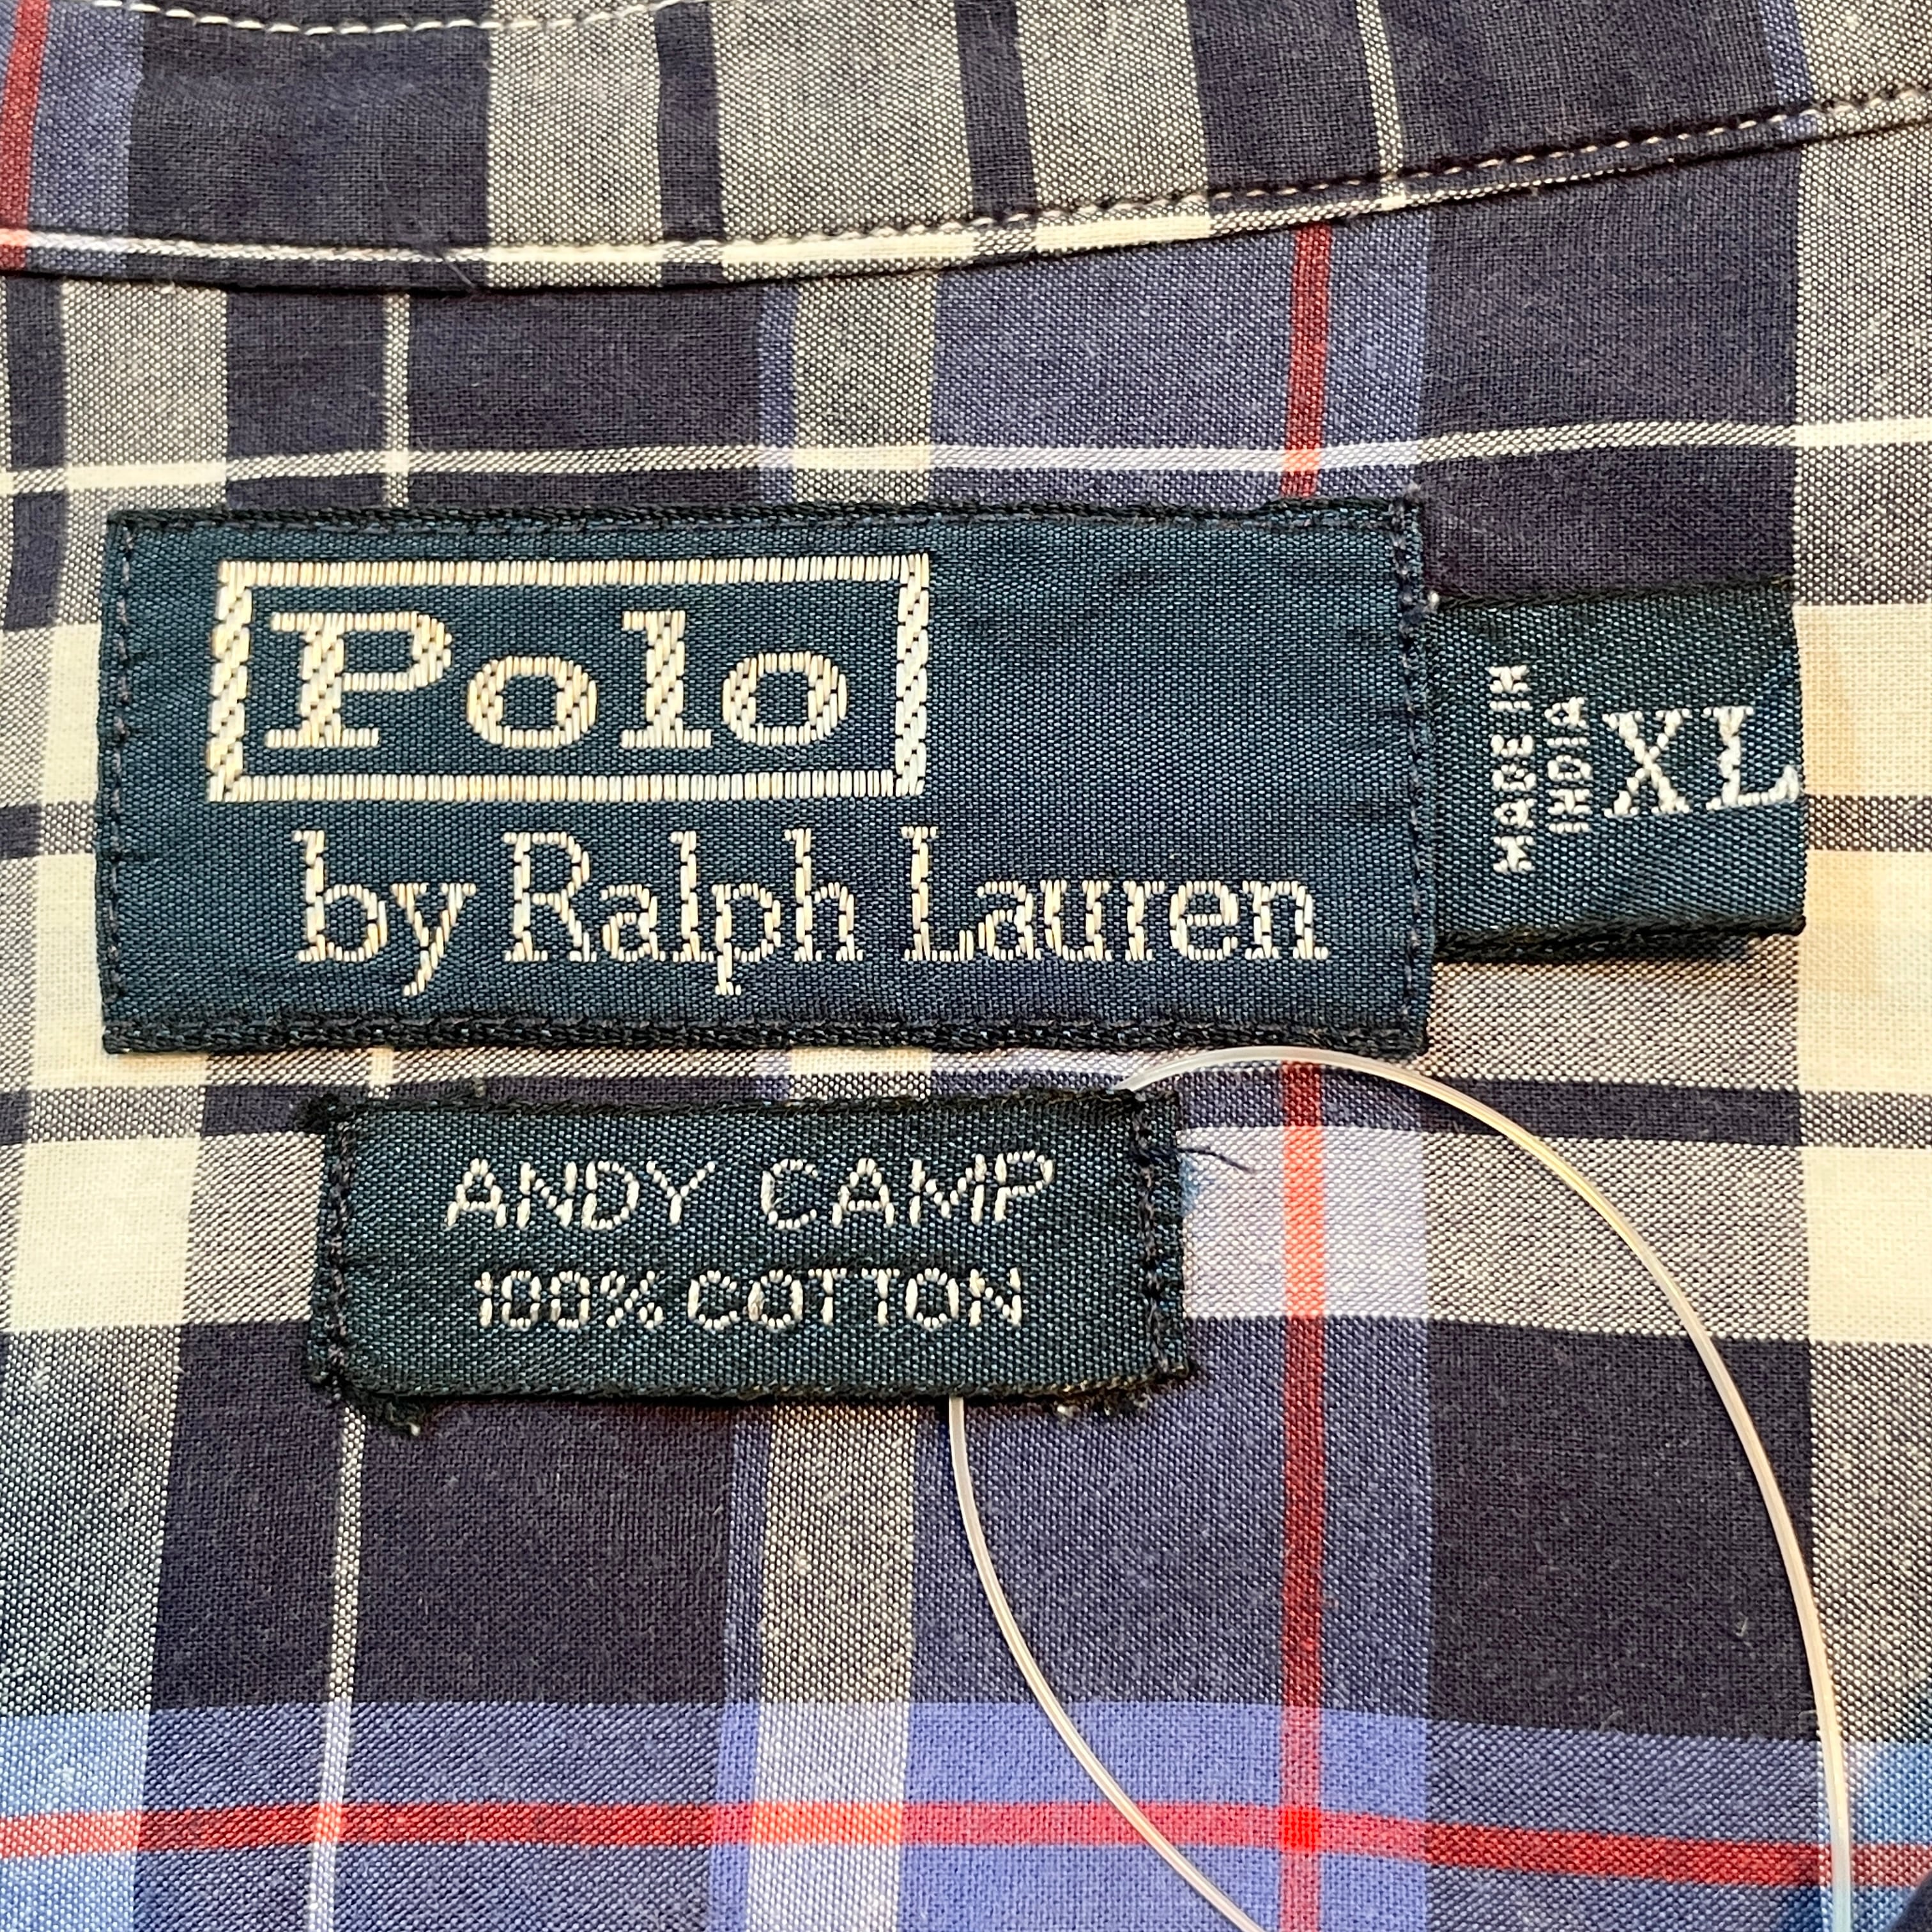 Polo
by Ralph Lauren
MADE IN
INDIA
XL
ANDY CAMP
100% COTTON